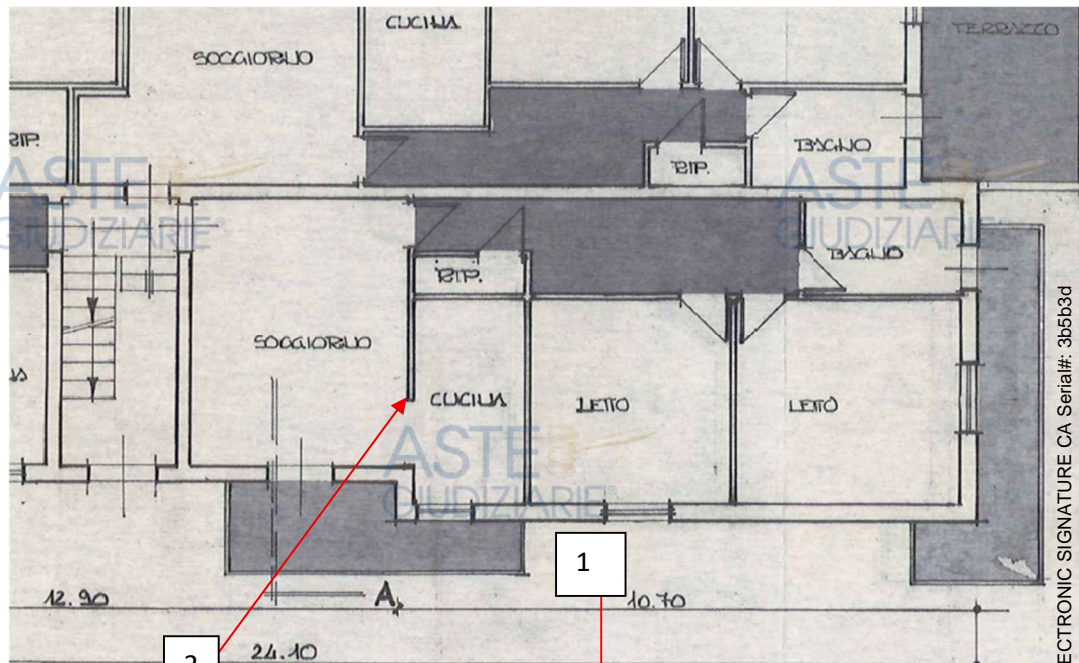 CUCINA
SOGGIORNO
TERRAZZO
RIP.
BAGNO
RIP.
ASTE
GIUDIZIARIE®
ASTE
GIUDIZIARIE®
BAGNO
RIP.
SOGGIORNO
CUCINA
LETTO
LETTO
ASTE
GIUDIZIARIE®
1
12.90
A
10.70
2
24.10
ECTRONIC SIGNATURE CA Serial#: 3b5b3d